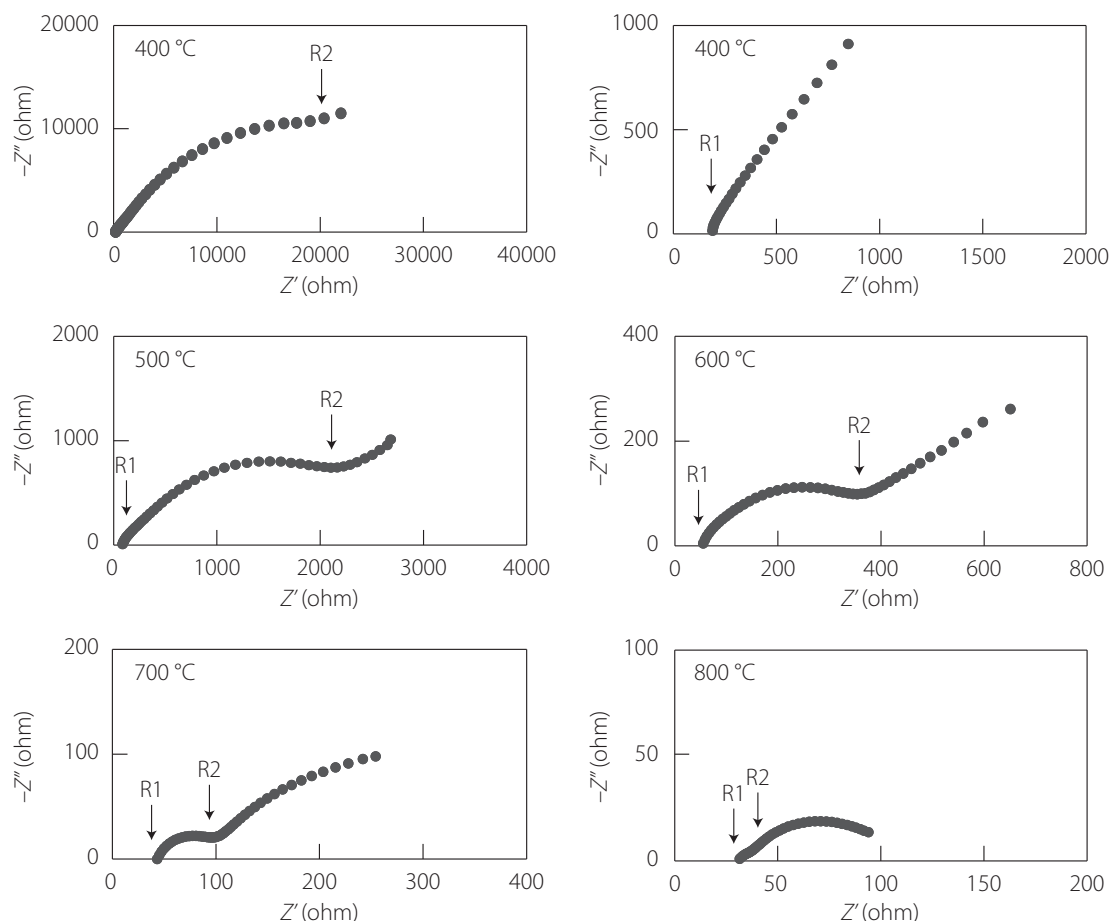 400 °C
R2
20000
10000
0
0 10000 20000 30000 40000
–Z″ (ohm)
Z′ (ohm)
400 °C
R1
1000
500
0
0 500 1000 1500 2000
–Z″ (ohm)
Z′ (ohm)
500 °C
R1
R2
2000
1000
0
0 1000 2000 3000 4000
–Z″ (ohm)
Z′ (ohm)
600 °C
R1
R2
400
200
0
0 200 400 600 800
–Z″ (ohm)
Z′ (ohm)
700 °C
R1
R2
200
100
0
0 100 200 300 400
–Z″ (ohm)
Z′ (ohm)
800 °C
R1
R2
100
50
0
0 50 100 150 200
–Z″ (ohm)
Z′ (ohm)